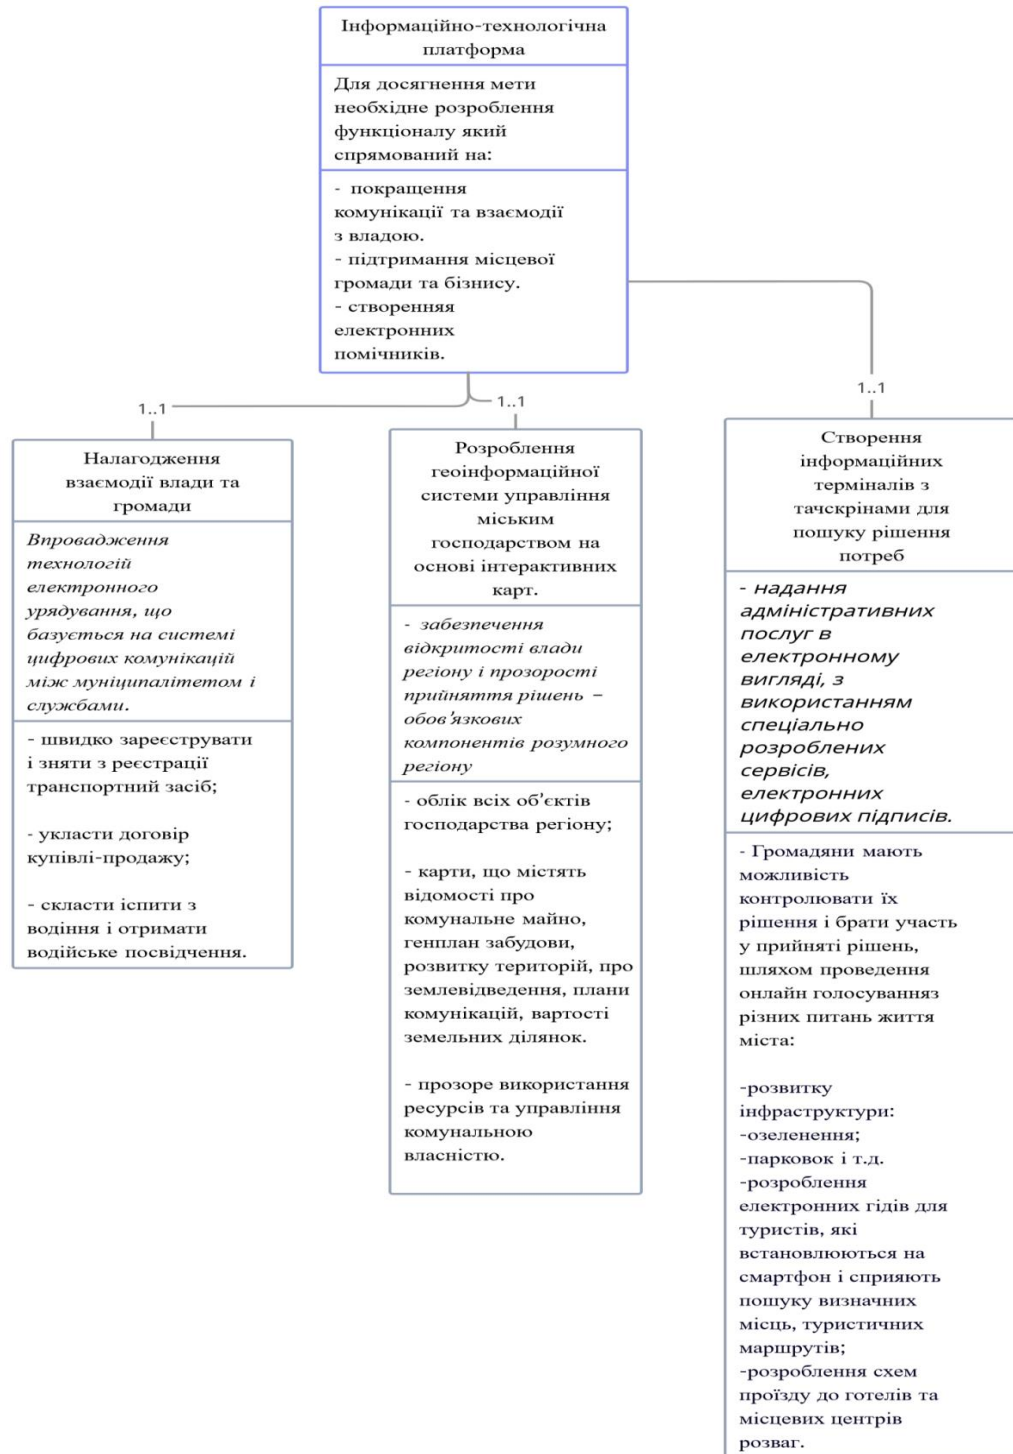 Інформаційно-технологічна
платформа
Для досягнення мети
необхідне розроблення
функціоналу який
спрямований на:
- покращення
комунікації та взаємодії
з владою.
- підтримання місцевої
громади та бізнису.
- створенняя
електронних
помічників.
1..1
1..1
1..1
Налагодження
взаємодії влади та
громади
Впровадження
технологій
електронного
урядування, що
базується на системі
цифрових комунікацій
між муніципалітетом і
службами.
- швидко зареєструвати
і зняти з реєстрації
транспортний засіб;
- укласти договір
купівлі-продажу;
- скласти іспити з
водіння і отримати
водійське посвідчення.
Розроблення
геоінформаційної
системи управління
міським
господарством на
основі інтерактивних
карт.
- забезпечення
відкритості влади
регіону і прозорості
прийняття рішень –
обов’язкових
компонентів розумного
регіону
- облік всіх об’єктів
господарства регіону;
- карти, що містять
відомості про
комунальне майно,
генплан забудови,
розвитку територій, про
землевідведення, плани
комунікацій, вартості
земельних ділянок.
- прозоре використання
ресурсів та управління
комунальною
власністю.
Створення
інформаційних
терміналів з
тачскрінами для
пошуку рішення
потреб
- надання
адміністративних
послуг в
електронному
вигляді, з
використанням
спеціально
розроблених
сервісів,
електронних
цифрових підписів.
- Громадяни мають
можливість
контролювати їх
рішення і брати участь
у прийняті рішень,
шляхом проведення
онлайн голосуванняз
різних питань життя
міста:
-розвитку
інфраструктури:
-озеленення;
-парковок і т.д.
-розроблення
електронних гідів для
туристів, які
встановлюються на
смартфон і сприяють
пошуку визначних
місць, туристичних
маршрутів;
-розроблення схем
проїзду до готелів та
місцевих центрів
розваг.